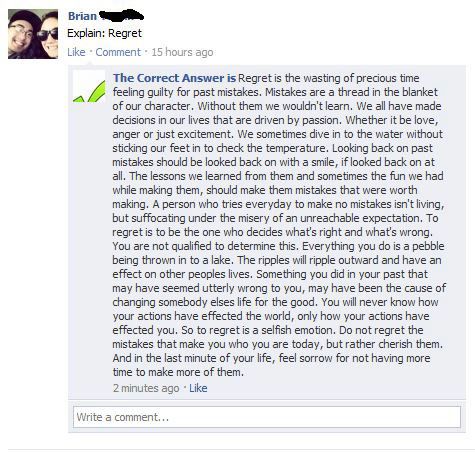 Brian
Explain: Regret
Like · Comment · 15 hours ago
The Correct Answer is Regret is the wasting of precious time
feeling guilty for past mistakes. Mistakes are a thread in the blanket
of our character. Without them we wouldn't learn. We all have made
decisions in our lives that are driven by passion. Whether it be love,
anger or just excitement. We sometimes dive in to the water without
sticking our feet in to check the temperature. Looking back on past
mistakes should be looked back on with a smile, if looked back on at
all. The lessons we learned from them and sometimes the fun we had
while making them, should make them mistakes that were worth
making. A person who tries everyday to make no mistakes isn't living,
but suffocating under the misery of an unreachable expectation. To
regret is to be the one who decides what's right and what's wrong.
You are not qualified to determine this. Everything you do is a pebble
being thrown in to a lake. The ripples will ripple outward and have an
effect on other peoples lives. Something you did in your past that
may have seemed utterly wrong to you, may have been the cause of
changing somebody elses life for the good. You will never know how
your actions have effected the world, only how your actions have
effected you. So to regret is a selfish emotion. Do not regret the
mistakes that make you who you are today, but rather cherish them.
And in the last minute of your life, feel sorrow for not having more
time to make more of them.
2 minutes ago · Like
Write a comment...